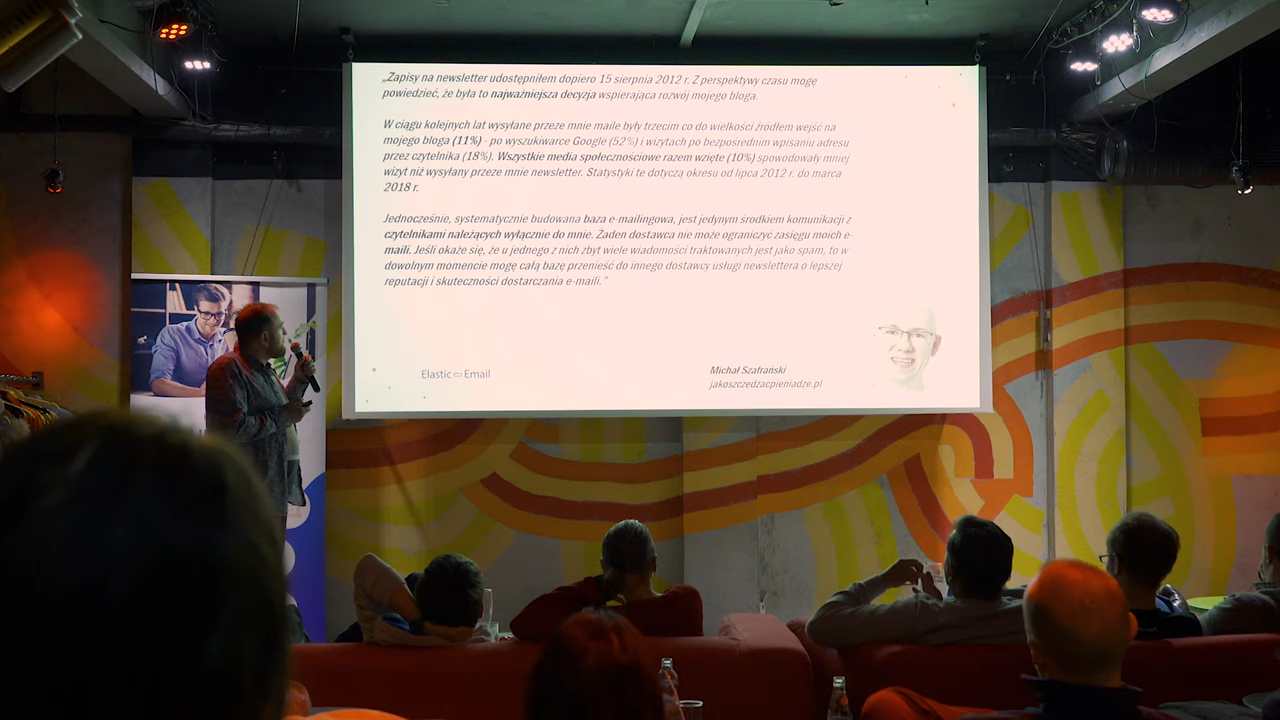 „Zapisy na newsletter udostępniłem dopiero 15 sierpnia 2012 r. Z perspektywy czasu mogę
powiedzieć, że była to najważniejsza decyzja wspierająca rozwój mojego bloga.
W ciągu kolejnych lat wysyłane przeze mnie maile były trzecim co do wielkości źródłem wejść na
mojego bloga (11%) - po wyszukiwarce Google (52%) i wizytach po bezpośrednim wpisaniu adresu
przez czytelnika (18%). Wszystkie media społecznościowe razem wzięte (10%) spowodowały mniej
wizyt niż wysyłany przeze mnie newsletter. Statystyki te dotyczą okresu od lipca 2012 r. do marca
2018 r.
Jednocześnie, systematycznie budowana baza e-mailingowa, jest jedynym środkiem komunikacji z
czytelnikami należących wyłącznie do mnie. Żaden dostawca nie może ograniczyć zasięgu moich e-
maili. Jeśli okaże się, że u jednego z nich zbyt wiele wiadomości traktowanych jest jako spam, to w
dowolnym momencie mogę całą bazę przenieść do innego dostawcy usługi newslettera o lepszej
reputacji i skuteczności dostarczania e-maili."
Elastic Email
Michał Szafrański
jakoszczedzacpieniadze.pl